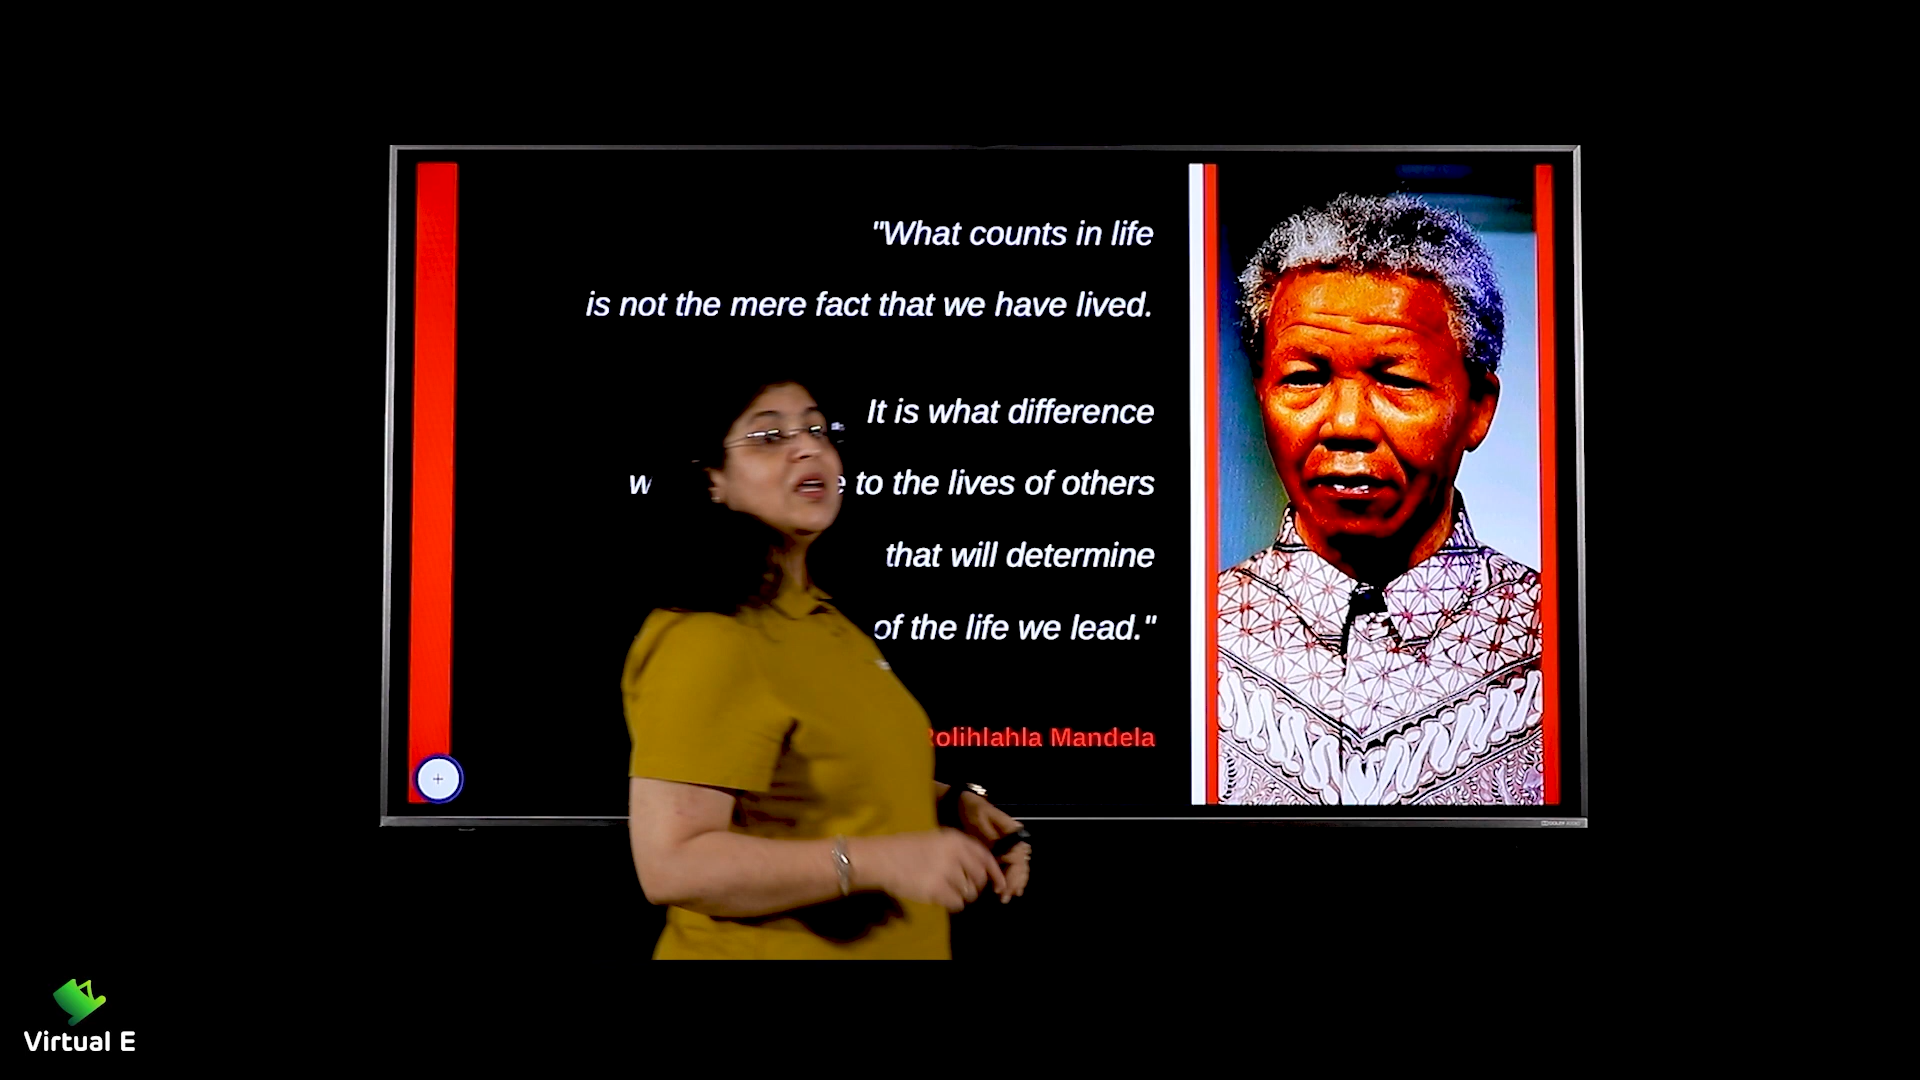 "What counts in life
is not the mere fact that we have lived.
It is what difference
to the lives of others
that will determine
of the life we lead."
Rolihlahla Mandela
Virtual E